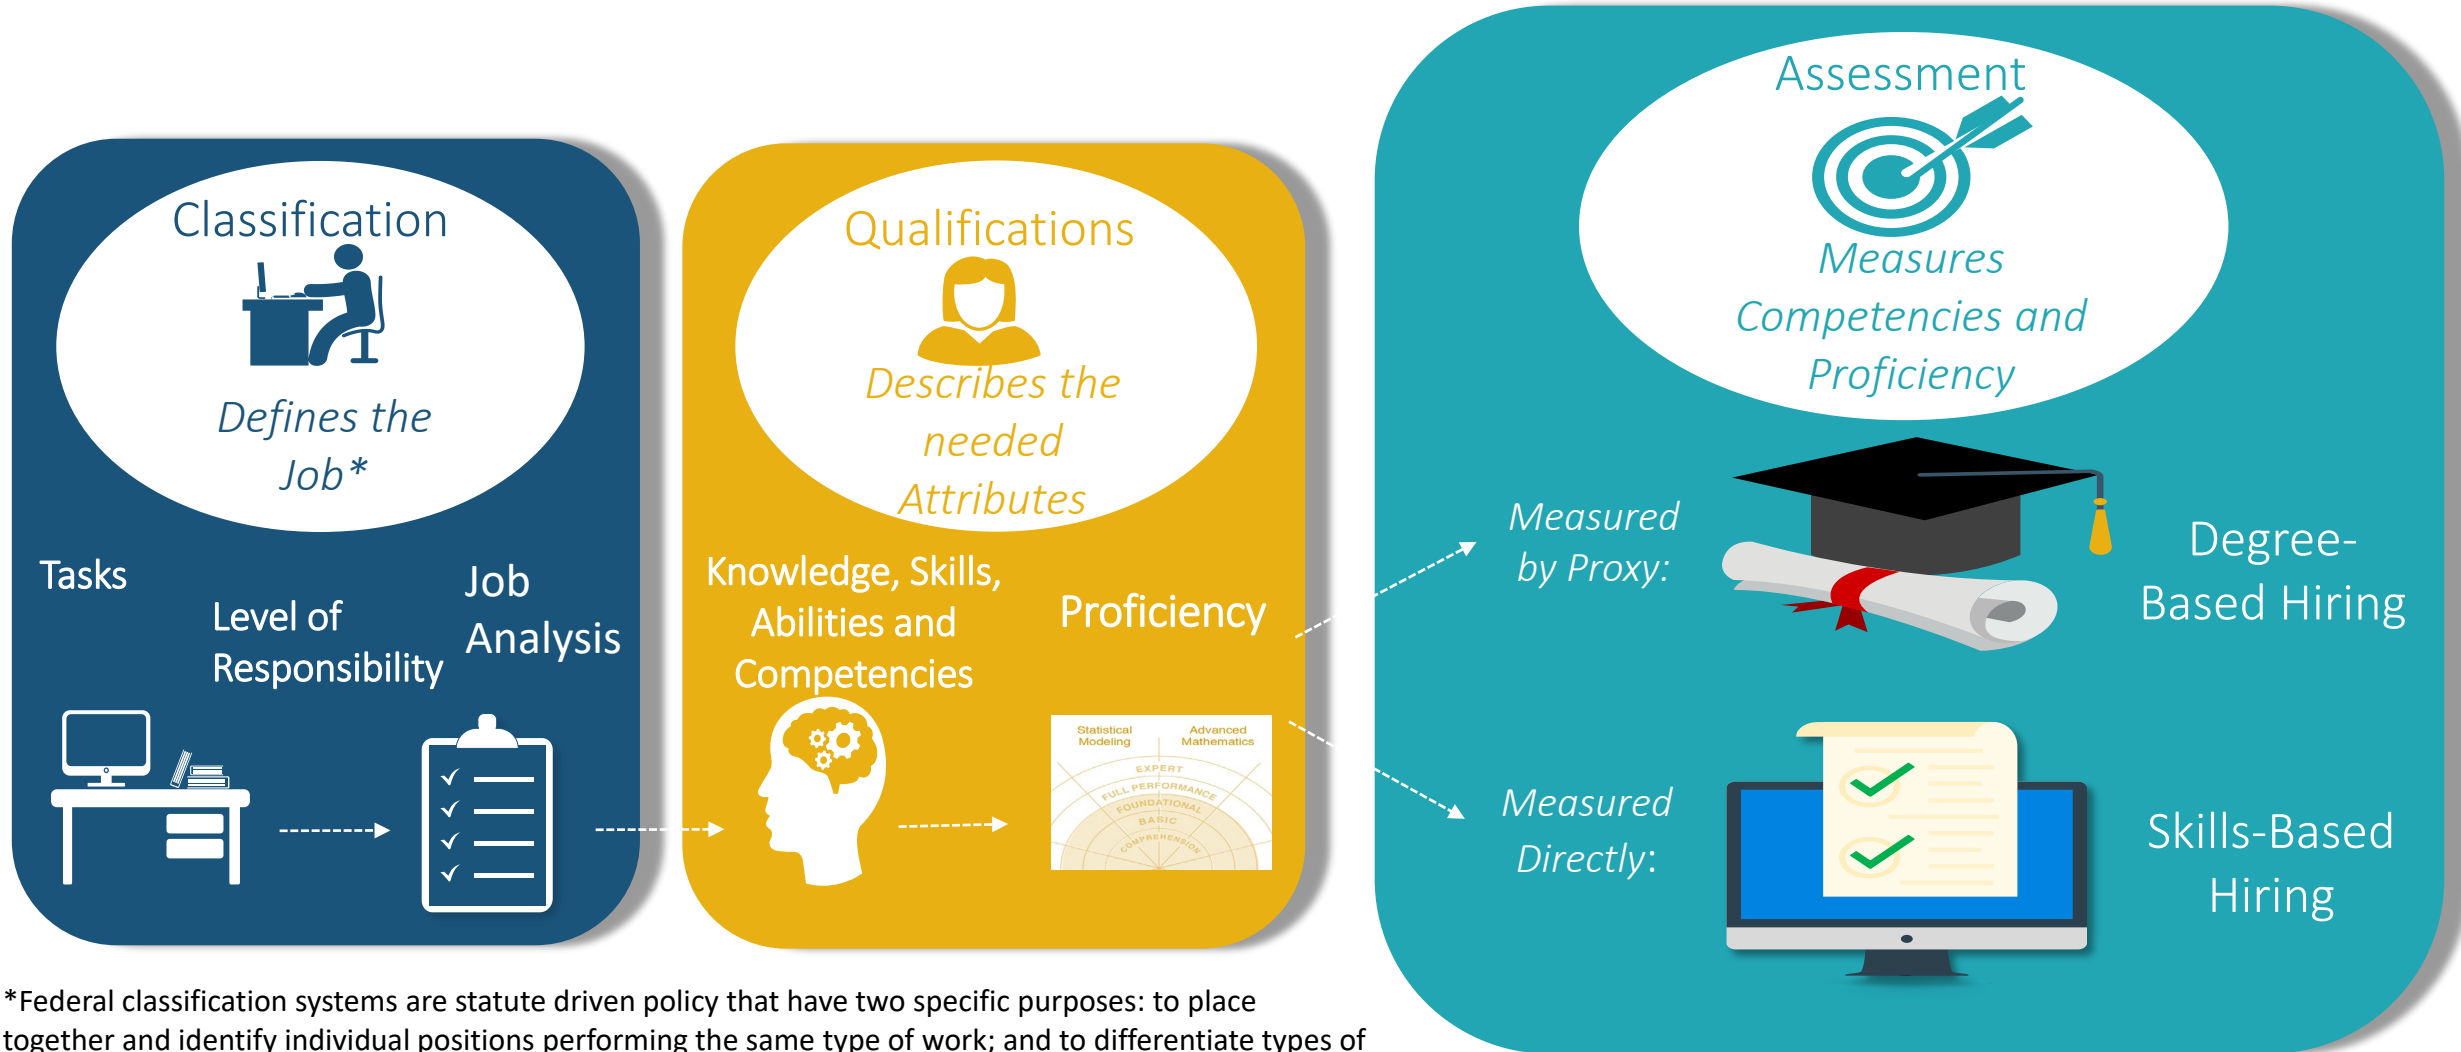 Classification
Defines the
Job*
Tasks
Level of
Responsibility
Job
Analysis
Qualifications
Describes the
needed
Attributes
Knowledge, Skills,
Abilities and
Competencies
Proficiency
Statistical
Modeling
Advanced
Mathematics
EXPERT
FULL PERFORMANCE
FOUNDATIONAL
BASIC
COMPREHENSION
Assessment
Measures
Competencies and
Proficiency
Measured
by Proxy:
Degree-
Based Hiring
Measured
Directly:
Skills-Based
Hiring
*Federal classification systems are statute driven policy that have two specific purposes: to place
together and identify individual positions performing the same type of work; and to differentiate types of